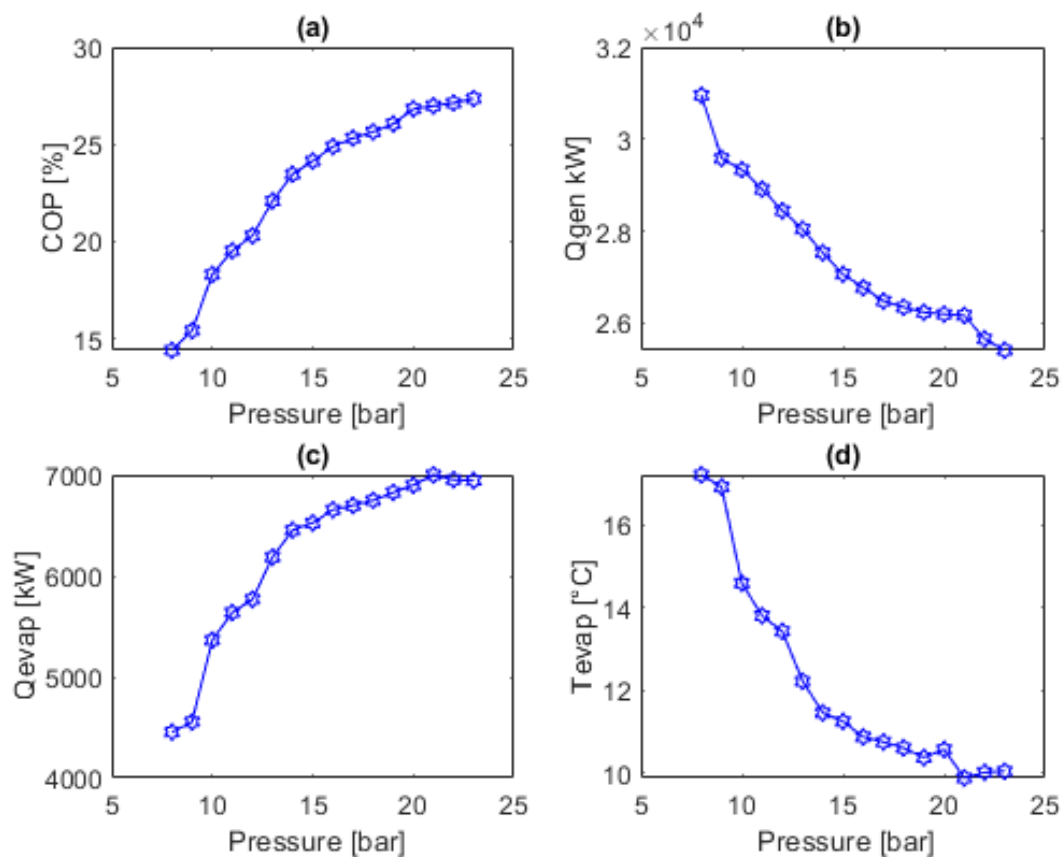 (a)
30
25
20
15
COP [%]
5 10 15 20 25
Pressure [bar]
(b)
×10⁴
3.2
3
2.8
2.6
Qgen kW
5 10 15 20 25
Pressure [bar]
(c)
7000
6000
5000
4000
Qevap [kW]
5 10 15 20 25
Pressure [bar]
(d)
16
14
12
10
Tevap [°C]
5 10 15 20 25
Pressure [bar]